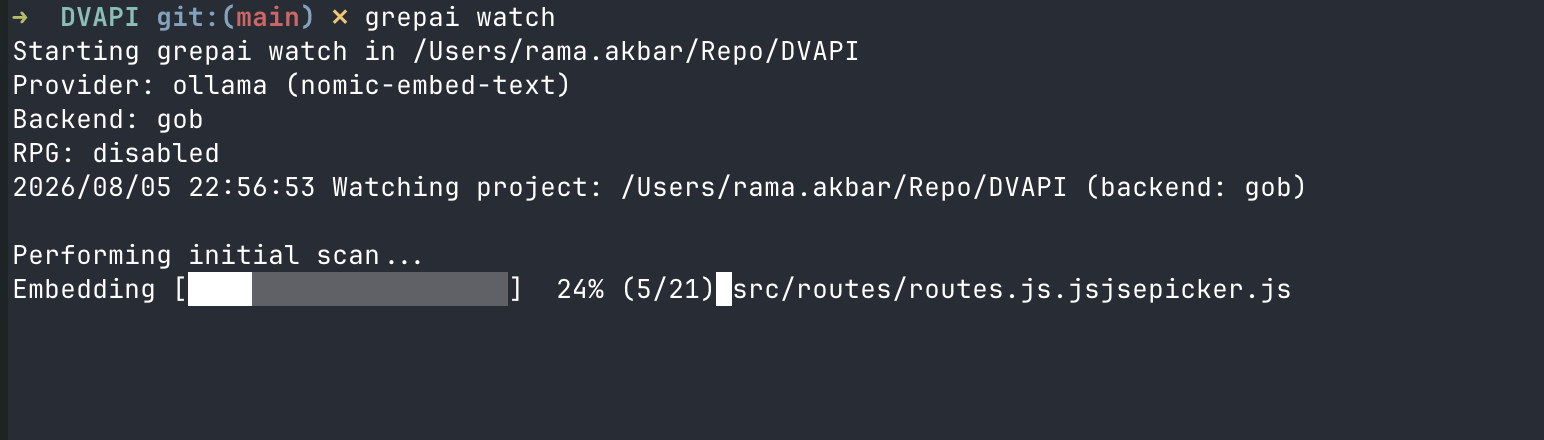 → DVAPI git:(main) ✕ grepai watch
Starting grepai watch in /Users/rama.akbar/Repo/DVAPI
Provider: ollama (nomic-embed-text)
Backend: gob
RPG: disabled
2026/08/05 22:56:53 Watching project: /Users/rama.akbar/Repo/DVAPI (backend: gob)
Performing initial scan...
Embedding [] 24% (5/21) src/routes/routes.js.jsjsepicker.js